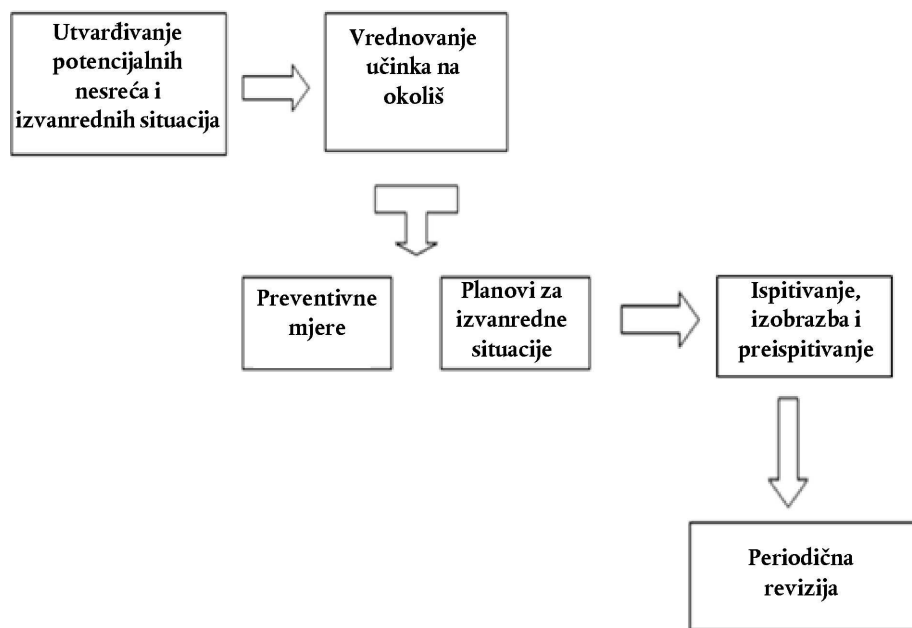 Utvarđivanje
potencijalnih
nesreća i
izvanrednih situacija
Vrednovanje
učinka na
okoliš
Preventivne
mjere
Planovi za
izvanredne
situacije
Ispitivanje,
izobrazba i
preispitivanje
Periodična
revizija